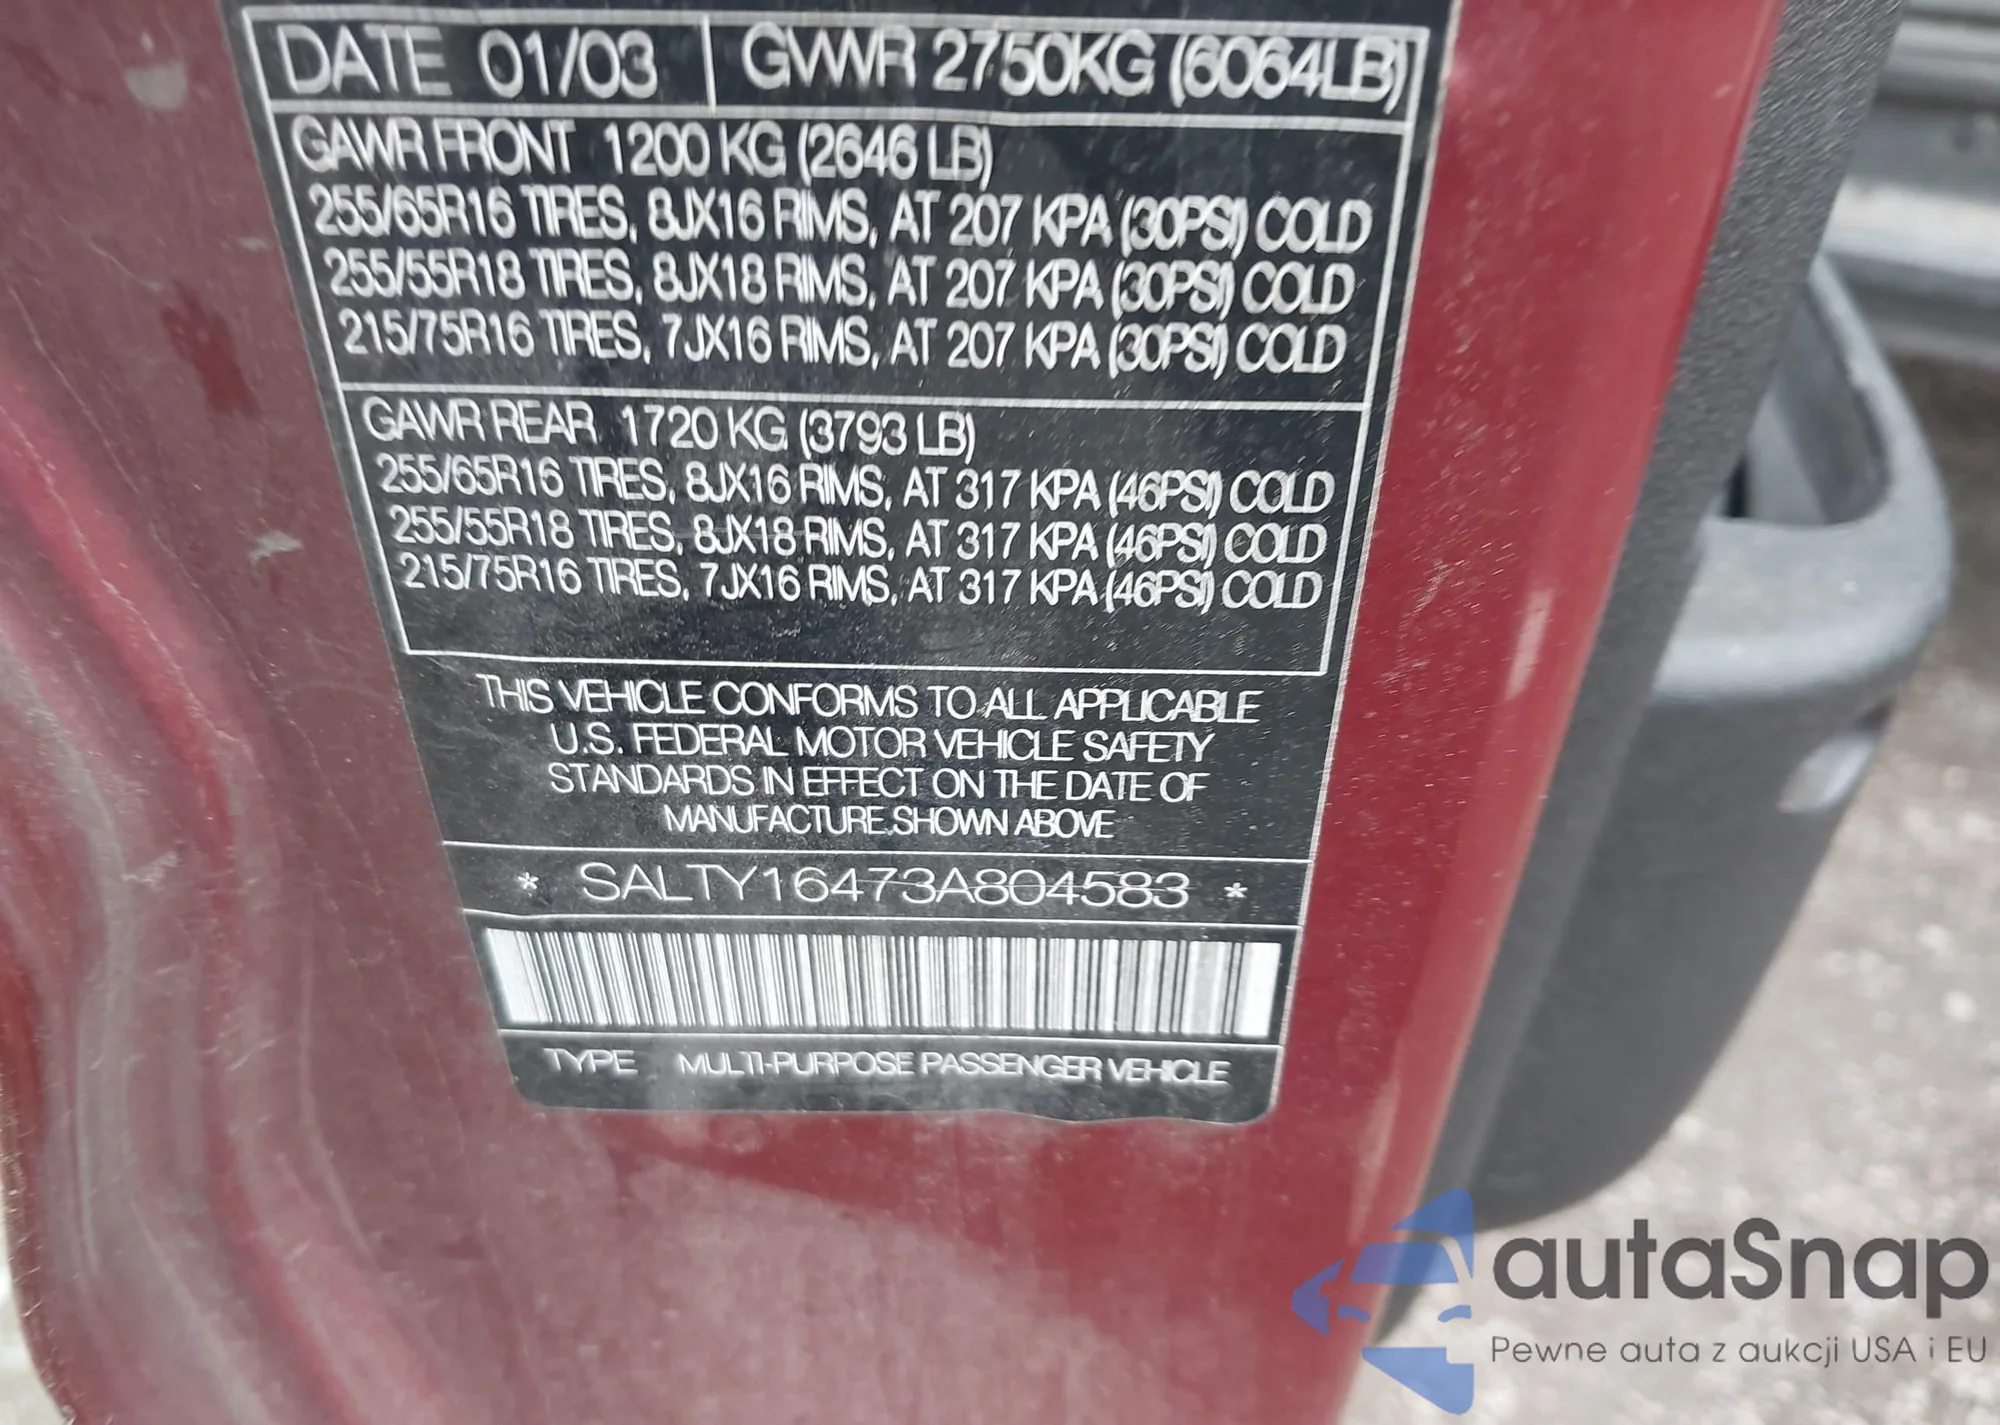 DATE 01/03 GVWR 2750KG (6064LB)
GAWR FRONT 1200 KG (2646 LB)
255/65R16 TIRES, 8JX16 RIMS, AT 207 KPA (30PSI) COLD
255/55R18 TIRES, 8JX18 RIMS, AT 207 KPA (30PSI) COLD
215/75R16 TIRES, 7JX16 RIMS, AT 207 KPA (30PSI) COLD
GAWR REAR 1720 KG (3793 LB)
255/65R16 TIRES, 8JX16 RIMS, AT 317 KPA (46PSI) COLD
255/55R18 TIRES, 8JX18 RIMS, AT 317 KPA (46PSI) COLD
215/75R16 TIRES, 7JX16 RIMS, AT 317 KPA (46PSI) COLD
THIS VEHICLE CONFORMS TO ALL APPLICABLE
U.S. FEDERAL MOTOR VEHICLE SAFETY
STANDARDS IN EFFECT ON THE DATE OF
MANUFACTURE SHOWN ABOVE
* SALTY16473A804583 *
TYPE MULTI-PURPOSE PASSENGER VEHICLE
autaSnap
Pewne auta z aukcji USA i EU